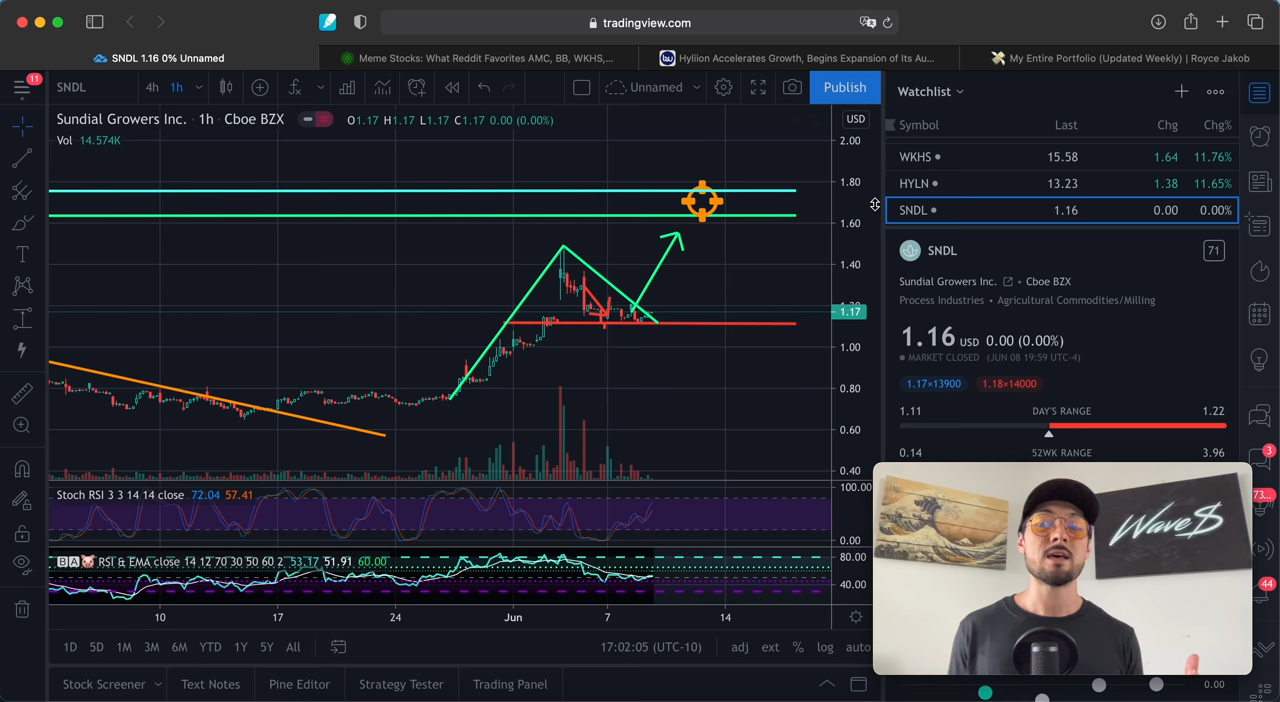 tradingview.com
SNDL 1.16 0% Unnamed
Meme Stocks: What Reddit Favorites AMC, BB, WKHS,...
Hyliion Accelerates Growth, Begins Expansion of Its Au...
My Entire Portfolio (Updated Weekly) | Royce Jakob
11
SNDL
4h
1h
Unnamed
Publish
Watchlist
Sundial Growers Inc. · 1h · Cboe BZX
O1.17 H1.17 L1.17 C1.17 0.00 (0.00%)
USD
Vol 14.574K
Symbol Last Chg Chg%
WKHS 15.58 1.64 11.76%
HYLN 13.23 1.38 11.65%
SNDL 1.16 0.00 0.00%
2.00
1.80
1.60
1.40
1.20
1.17
1.00
0.80
0.60
0.40
SNDL
71
Sundial Growers Inc. • Cboe BZX
Process Industries • Agricultural Commodities/Milling
1.16 USD 0.00 (0.00%)
MARKET CLOSED (JUN 08 19:59 UTC-4)
1.17×13900 1.18×14000
1.11 DAY'S RANGE 1.22
0.14 52WK RANGE 3.96
Stoch RSI 3 3 14 14 close 72.04 57.41
100.00
0.00
BA RSI & EMA close 14 12 70 30 50 60 2 53.17 51.91 60.00
80.00
40.00
10 17 24 Jun 7 14
1D 5D 1M 3M 6M YTD 1Y 5Y All
17:02:05 (UTC-10) adj ext % log auto
Stock Screener Text Notes Pine Editor Strategy Tester Trading Panel
Wave$
3
73...
44
0.00